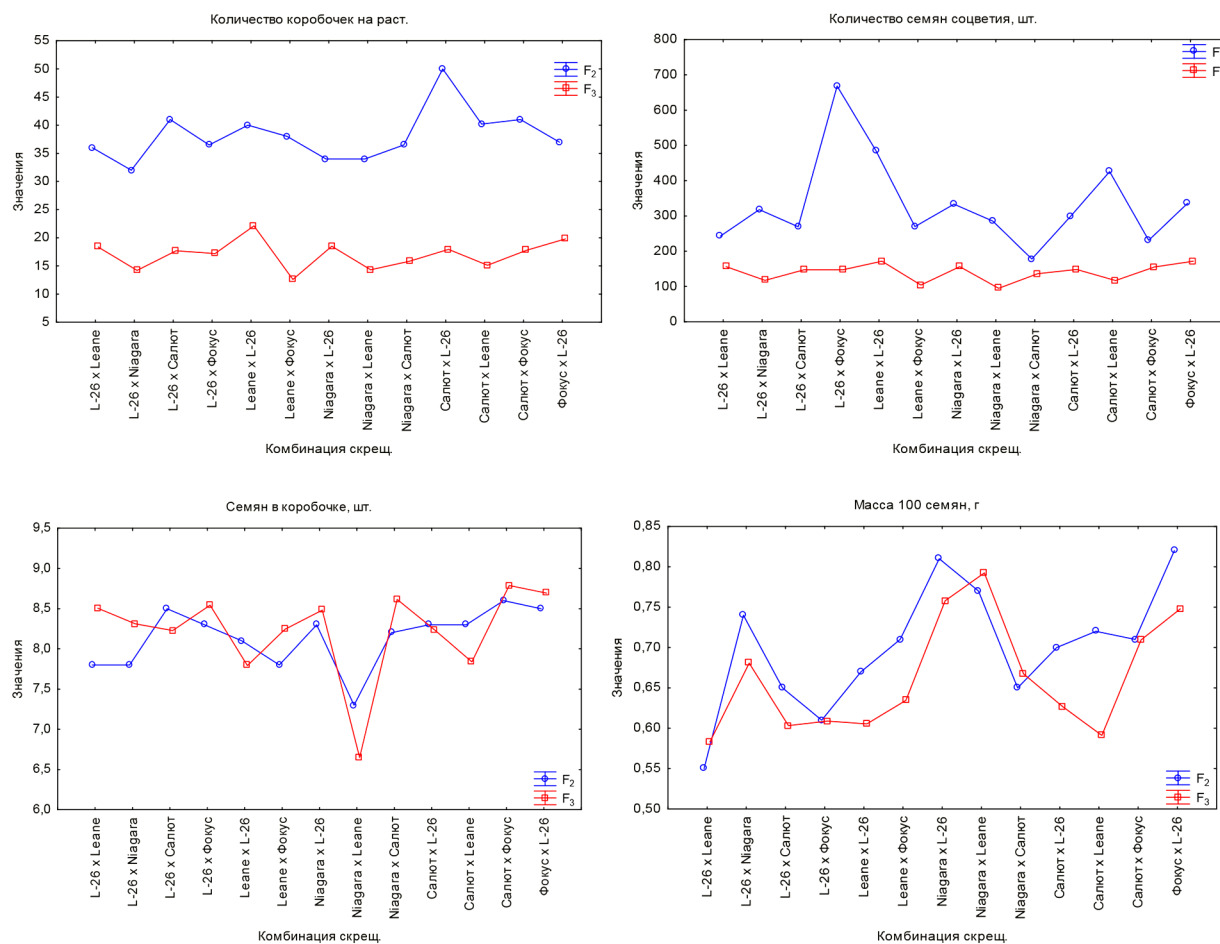 Количество коробочек на раст.
55
50
45
40
35
30
25
20
15
10
5
Значения
F2
F3
L-26 x Leane
L-26 x Niagara
L-26 x Салют
L-26 x Фокус
Leane x L-26
Leane x Фокус
Niagara x L-26
Niagara x Leane
Niagara x Салют
Салют x L-26
Салют x Leane
Салют x Фокус
Фокус x L-26
Комбинация скрещ.
Количество семян соцветия, шт.
800
700
600
500
400
300
200
100
0
Значения
F
F
L-26 x Leane
L-26 x Niagara
L-26 x Салют
L-26 x Фокус
Leane x L-26
Leane x Фокус
Niagara x L-26
Niagara x Leane
Niagara x Салют
Салют x L-26
Салют x Leane
Салют x Фокус
Фокус x L-26
Комбинация скрещ.
Семян в коробочке, шт.
9,5
9,0
8,5
8,0
7,5
7,0
6,5
6,0
Значения
F2
F3
L-26 x Leane
L-26 x Niagara
L-26 x Салют
L-26 x Фокус
Leane x L-26
Leane x Фокус
Niagara x L-26
Niagara x Leane
Niagara x Салют
Салют x L-26
Салют x Leane
Салют x Фокус
Фокус x L-26
Комбинация скрещ.
Масса 100 семян, г
0,85
0,80
0,75
0,70
0,65
0,60
0,55
0,50
Значения
F2
F3
L-26 x Leane
L-26 x Niagara
L-26 x Салют
L-26 x Фокус
Leane x L-26
Leane x Фокус
Niagara x L-26
Niagara x Leane
Niagara x Салют
Салют x L-26
Салют x Leane
Салют x Фокус
Фокус x L-26
Комбинация скрещ.